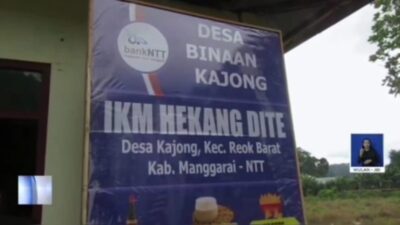 bankNTT
DESA
BINAAN
KAJONG
IKM HEKANG DITE
Desa Kajong, Kec. Reok Barat
Kab. Manggarai - NTT